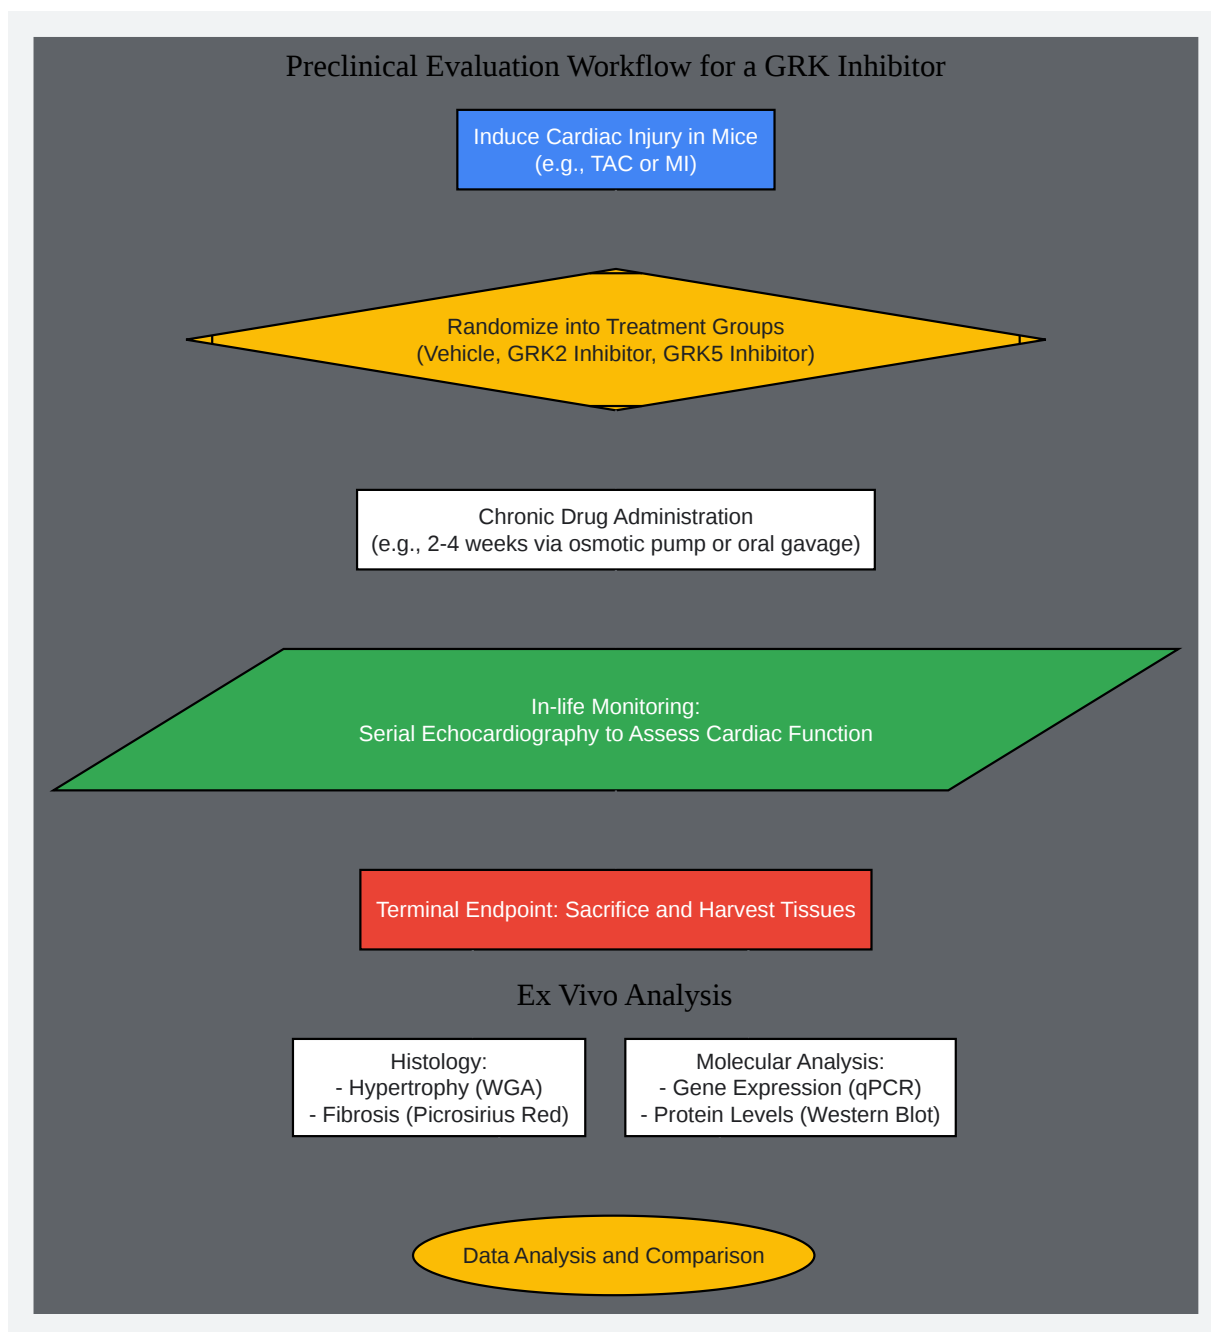 Preclinical Evaluation Workflow for a GRK Inhibitor
Induce Cardiac Injury in Mice
(e.g., TAC or MI)
Randomize into Treatment Groups
(Vehicle, GRK2 Inhibitor, GRK5 Inhibitor)
Chronic Drug Administration
(e.g., 2-4 weeks via osmotic pump or oral gavage)
In-life Monitoring:
Serial Echocardiography to Assess Cardiac Function
Terminal Endpoint: Sacrifice and Harvest Tissues
Ex Vivo Analysis
Histology:
- Hypertrophy (WGA)
- Fibrosis (Picrosirius Red)
Molecular Analysis:
- Gene Expression (qPCR)
- Protein Levels (Western Blot)
Data Analysis and Comparison